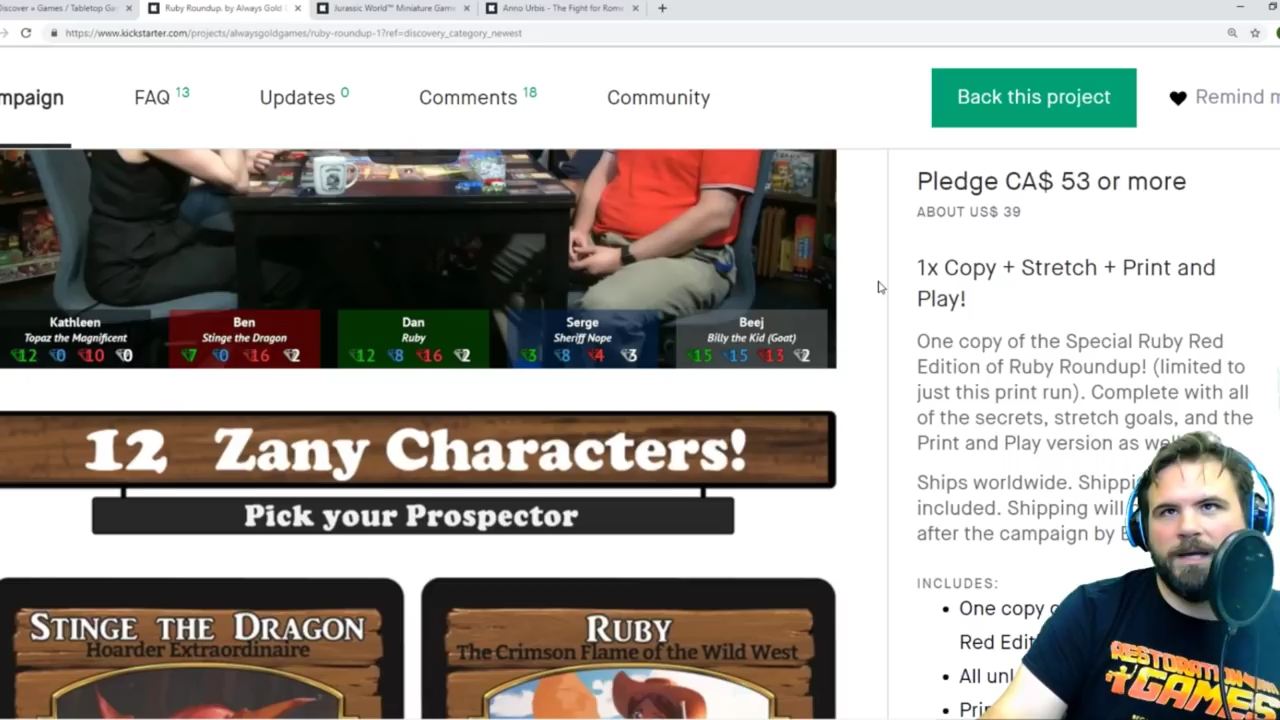 Discover » Games / Tabletop Ga
Ruby Roundup. by Always Gold
Jurassic World™ Miniature Gam
Anno Urbis - The Fight for Rom
https://www.kickstarter.com/projects/alwaysgoldgames/ruby-roundup-1?ref=discovery_category_newest
mpaign
FAQ 13
Updates 0
Comments 18
Community
Back this project
Remind m
Kathleen
Topaz the Magnificent
12 0 10 0
Ben
Stinge the Dragon
7 0 16 2
Dan
Ruby
12 8 16 2
Serge
Sheriff Nope
3 8 4 3
Beej
Billy the Kid (Goat)
15 15 13 2
12 Zany Characters!
Pick your Prospector
STINGE THE DRAGON
Hoarder Extraordinaire
RUBY
The Crimson Flame of the Wild West
Pledge CA$ 53 or more
ABOUT US$ 39
1x Copy + Stretch + Print and
Play!
One copy of the Special Ruby Red
Edition of Ruby Roundup! (limited to
just this print run). Complete with all
of the secrets, stretch goals, and the
Print and Play version as we
Ships worldwide. Shippi
included. Shipping will
after the campaign by
INCLUDES:
• One copy
Red Edit
• All unl
• Prin
RESTORATION
GAMES